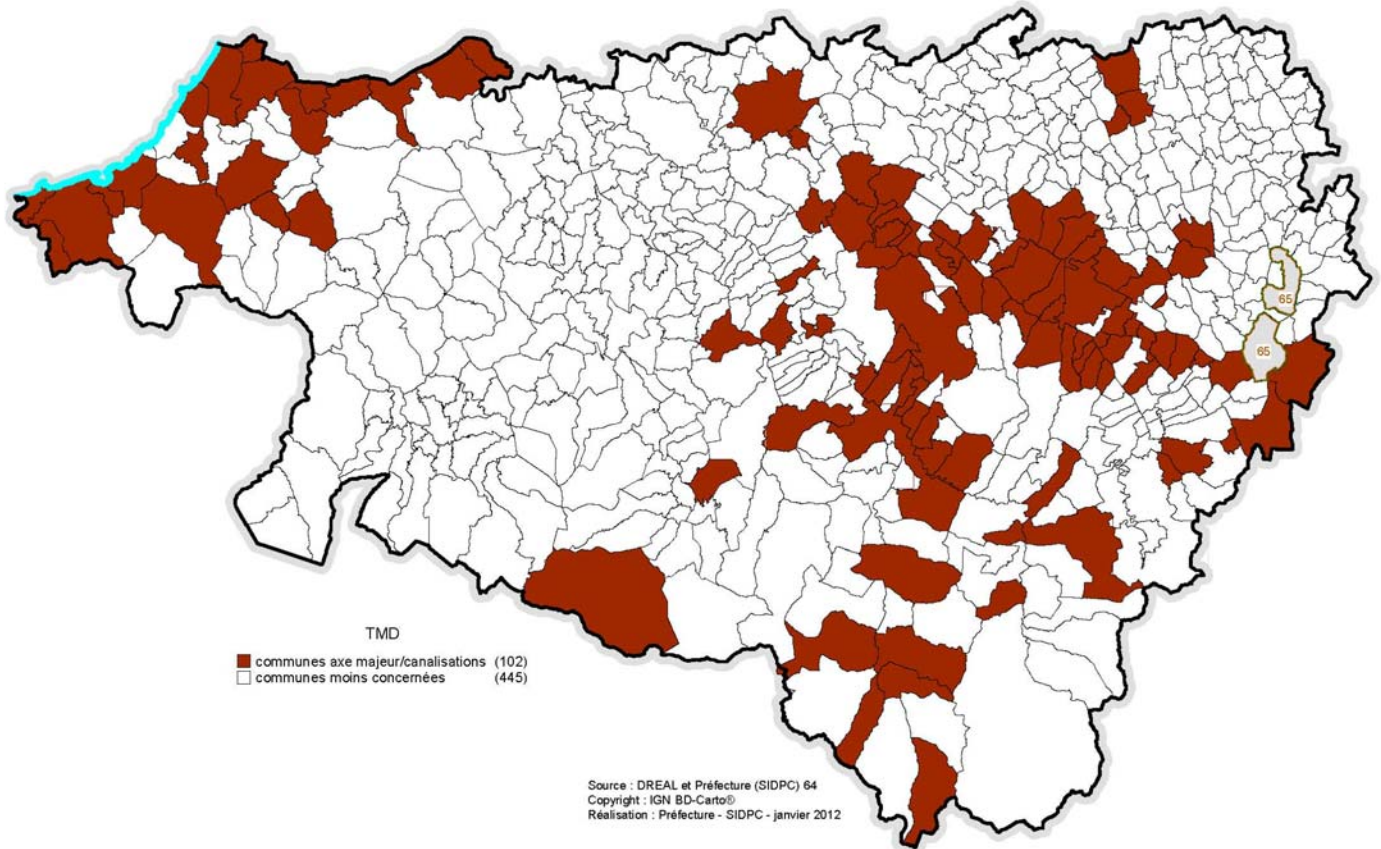 65
65
TMD
communes axe majeur/canalisations (102)
communes moins concernées (445)
Source : DREAL et Préfecture (SIDPC) 64
Copyright : IGN BD-Carto®
Réalisation : Préfecture - SIDPC - janvier 2012